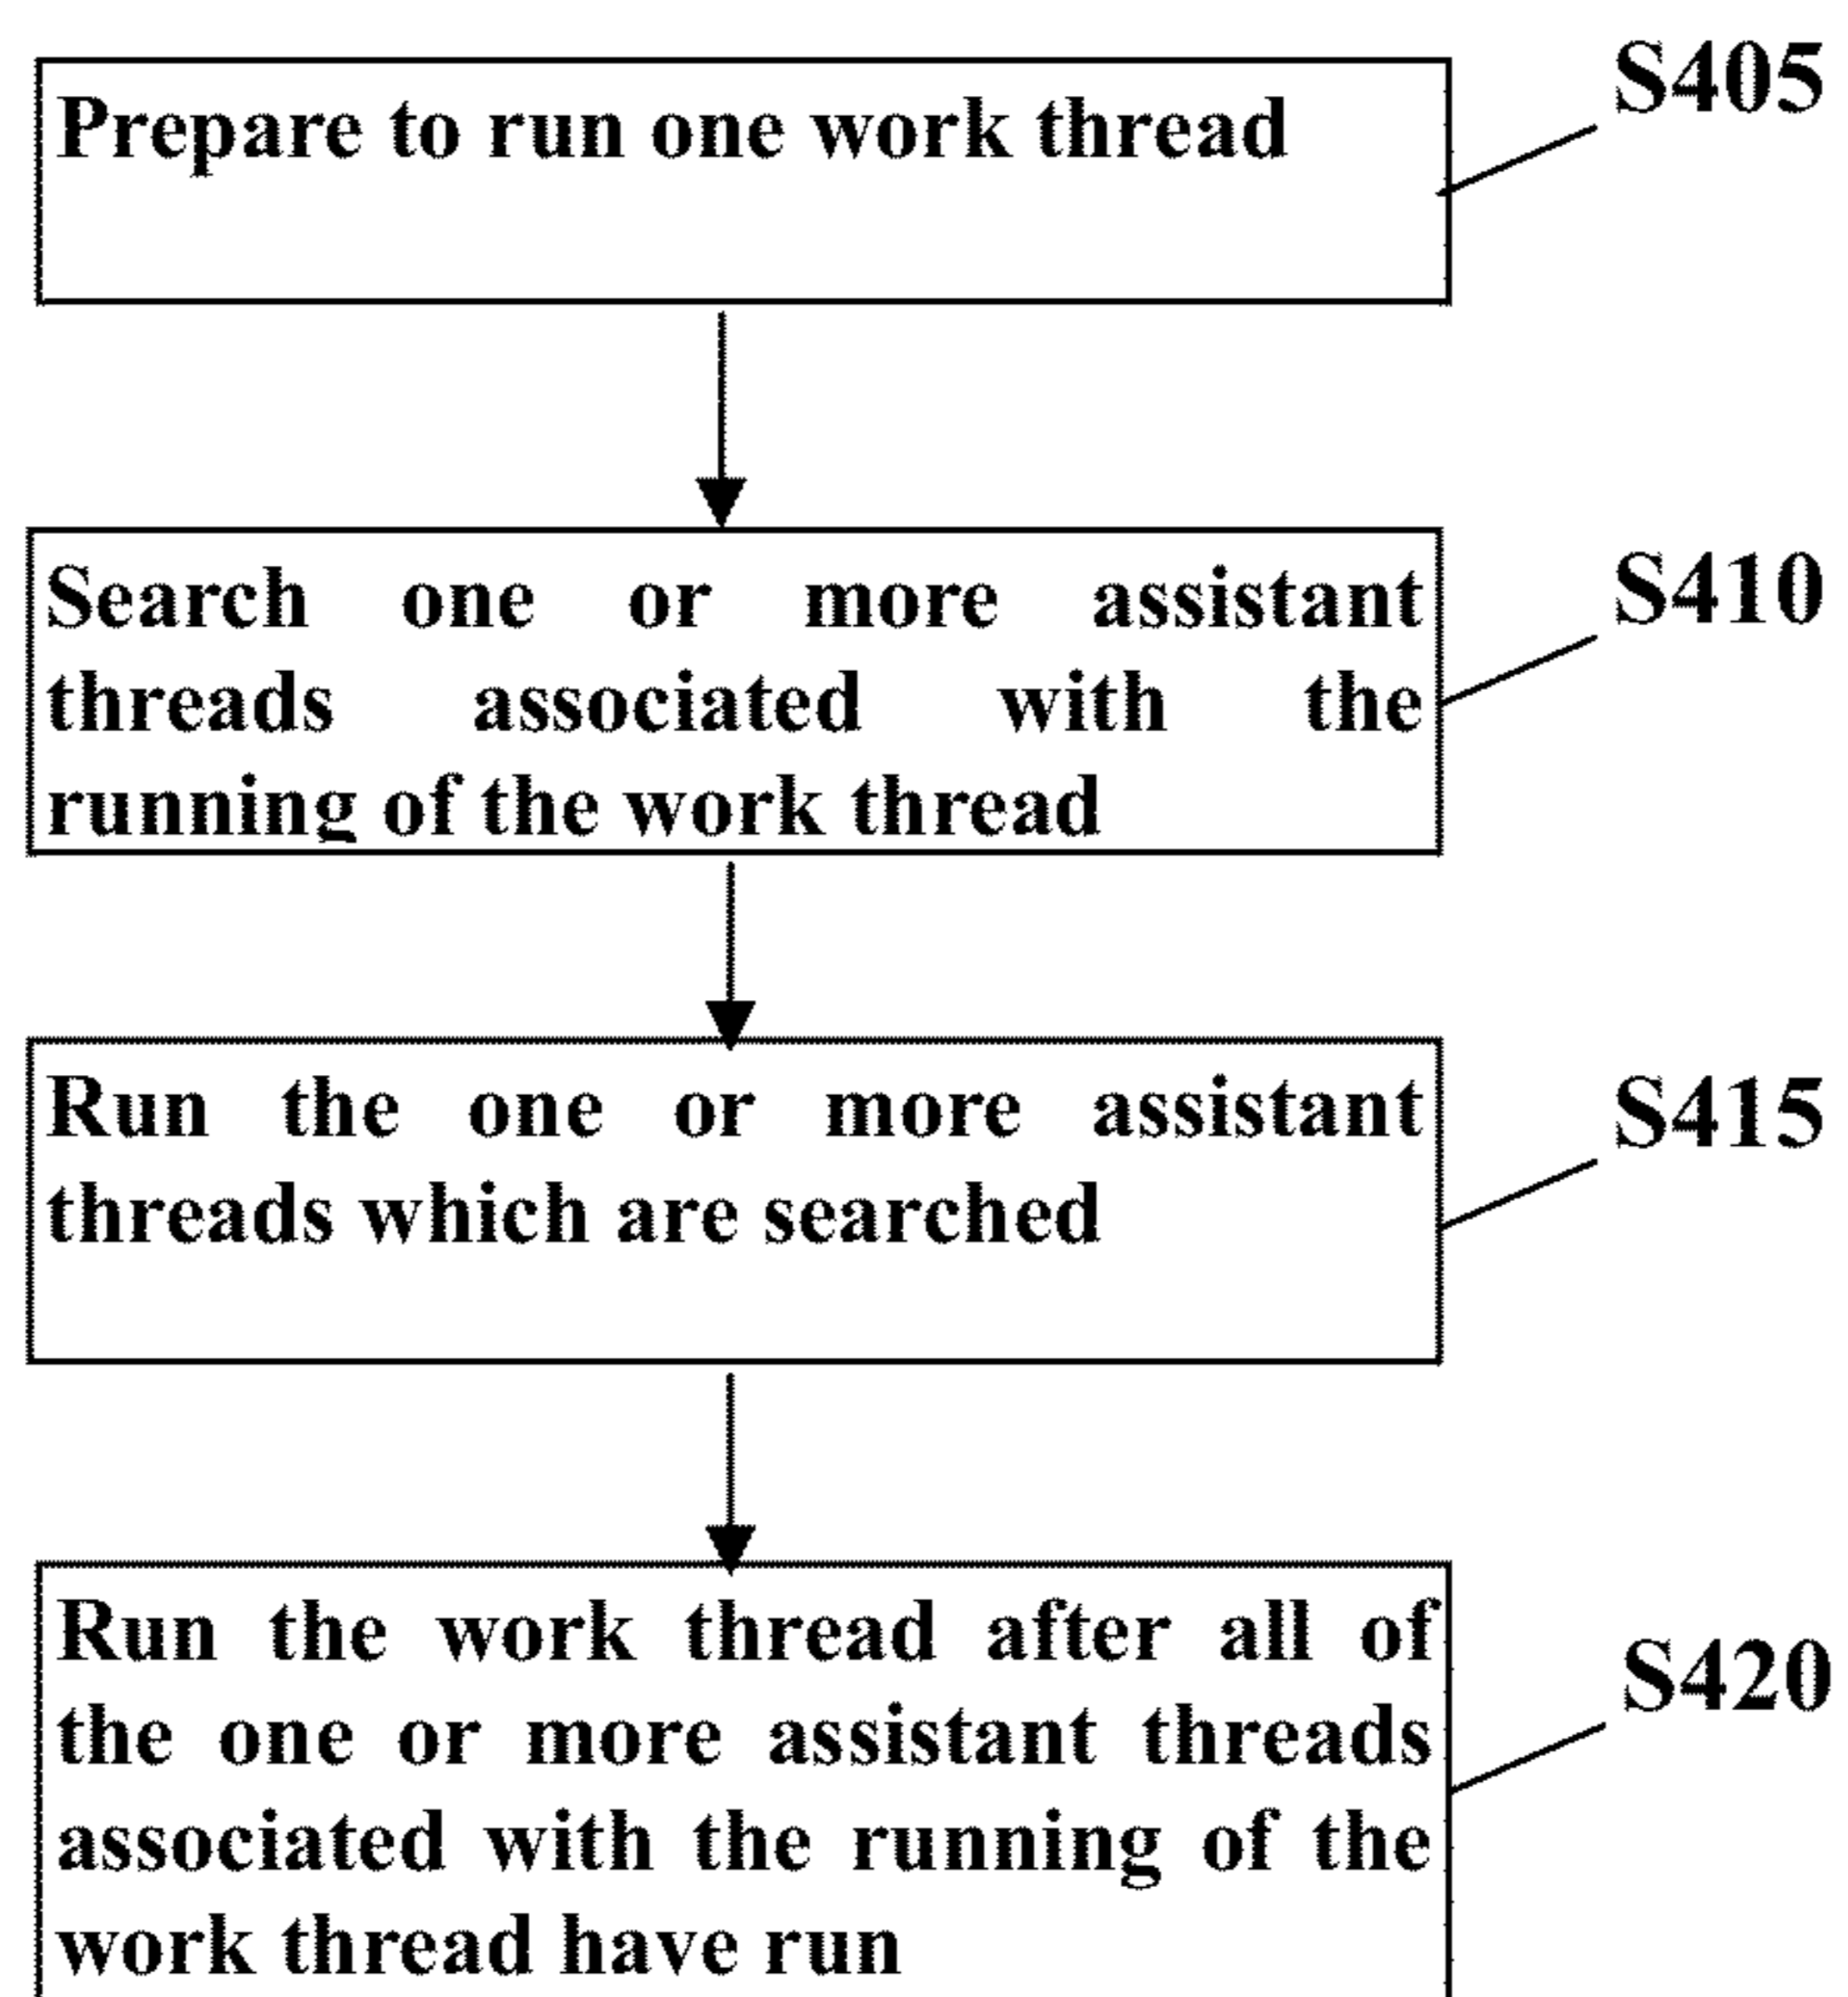 S405
Prepare to run one work thread
S410
Search one or more assistant
threads associated with the
running of the work thread
S415
Run the one or more assistant
threads which are searched
S420
Run the work thread after all of
the one or more assistant threads
associated with the running of the
work thread have run